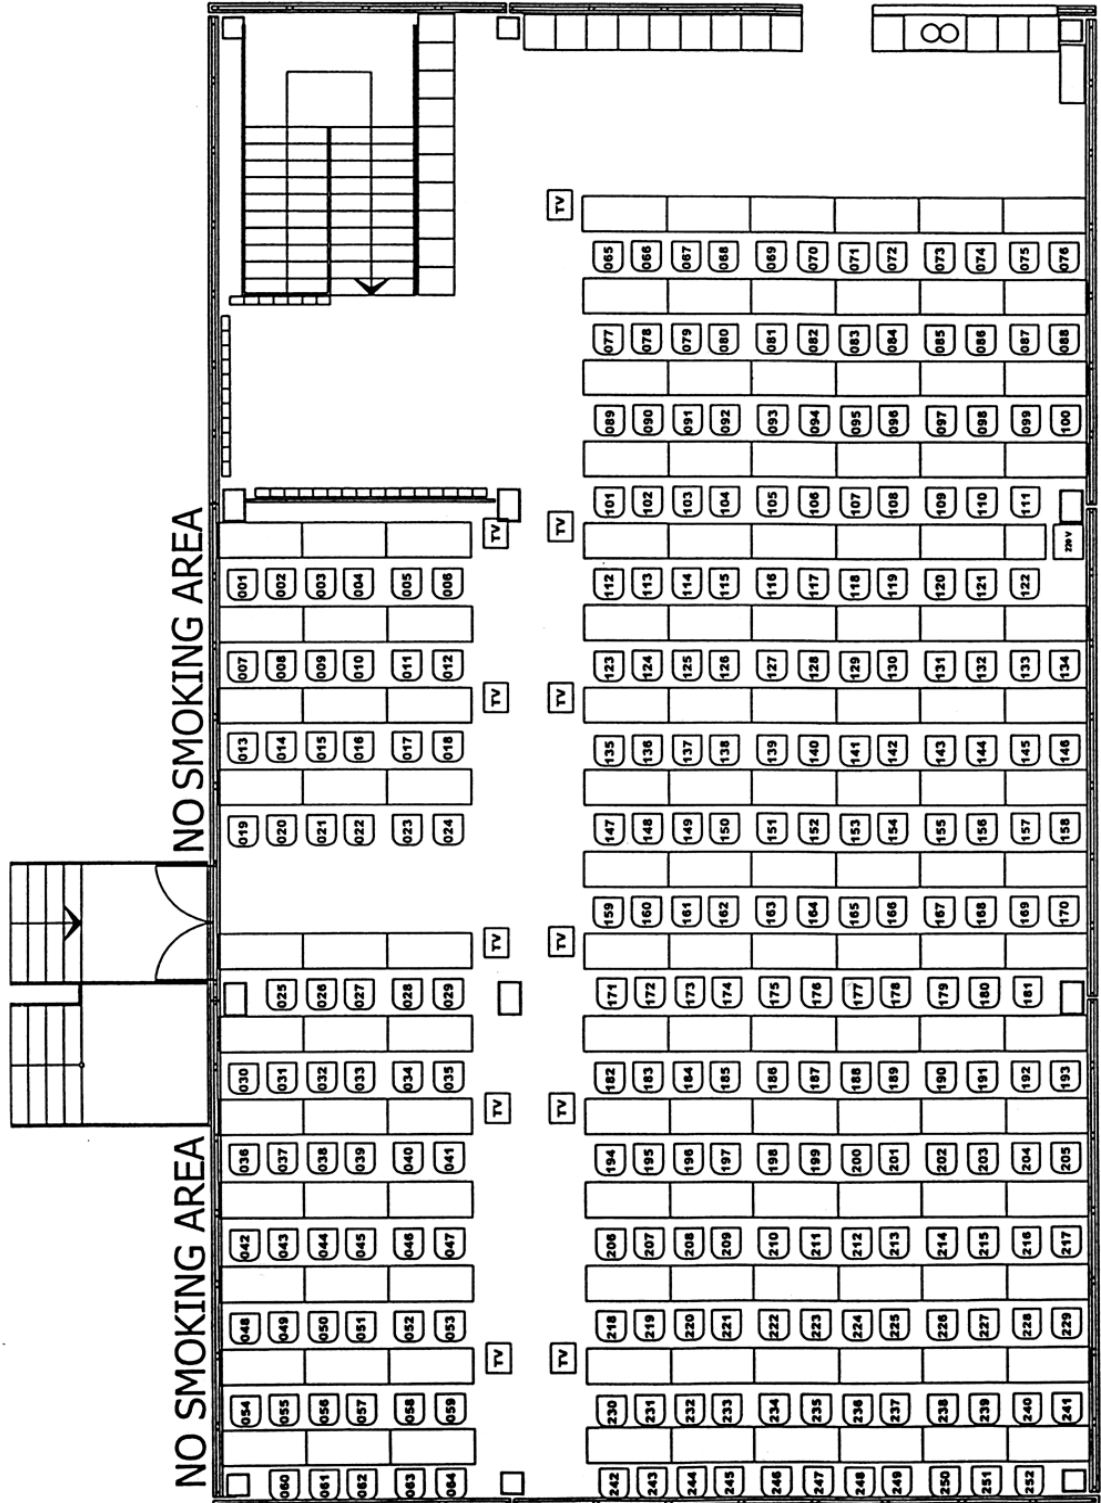 TV
065 066 067 068 069 070 071 072 073 074 075 076
077 078 079 080 081 082 083 084 085 086 087 088
089 090 091 092 093 094 095 096 097 098 099 100
101 102 103 104 105 106 107 108 109 110 111
NO SMOKING AREA
TV TV 220 V
001 002 003 004 005 006 112 113 114 115 116 117 118 119 120 121 122
007 008 009 010 011 012 123 124 125 126 127 128 129 130 131 132 133 134
TV TV
013 014 015 016 017 018 135 136 137 138 139 140 141 142 143 144 145 146
019 020 021 022 023 024 147 148 149 150 151 152 153 154 155 156 157 158
159 160 161 162 163 164 165 166 167 168 169 170
TV TV
025 026 027 028 029 171 172 173 174 175 176 177 178 179 180 181
030 031 032 033 034 035 182 183 184 185 186 187 188 189 190 191 192 193
TV TV
NO SMOKING AREA
036 037 038 039 040 041 194 195 196 197 198 199 200 201 202 203 204 205
042 043 044 045 046 047 206 207 208 209 210 211 212 213 214 215 216 217
048 049 050 051 052 053 218 219 220 221 222 223 224 225 226 227 228 229
TV TV
054 055 056 057 058 059 230 231 232 233 234 235 236 237 238 239 240 241
060 061 062 063 064 242 243 244 245 246 247 248 249 250 251 252